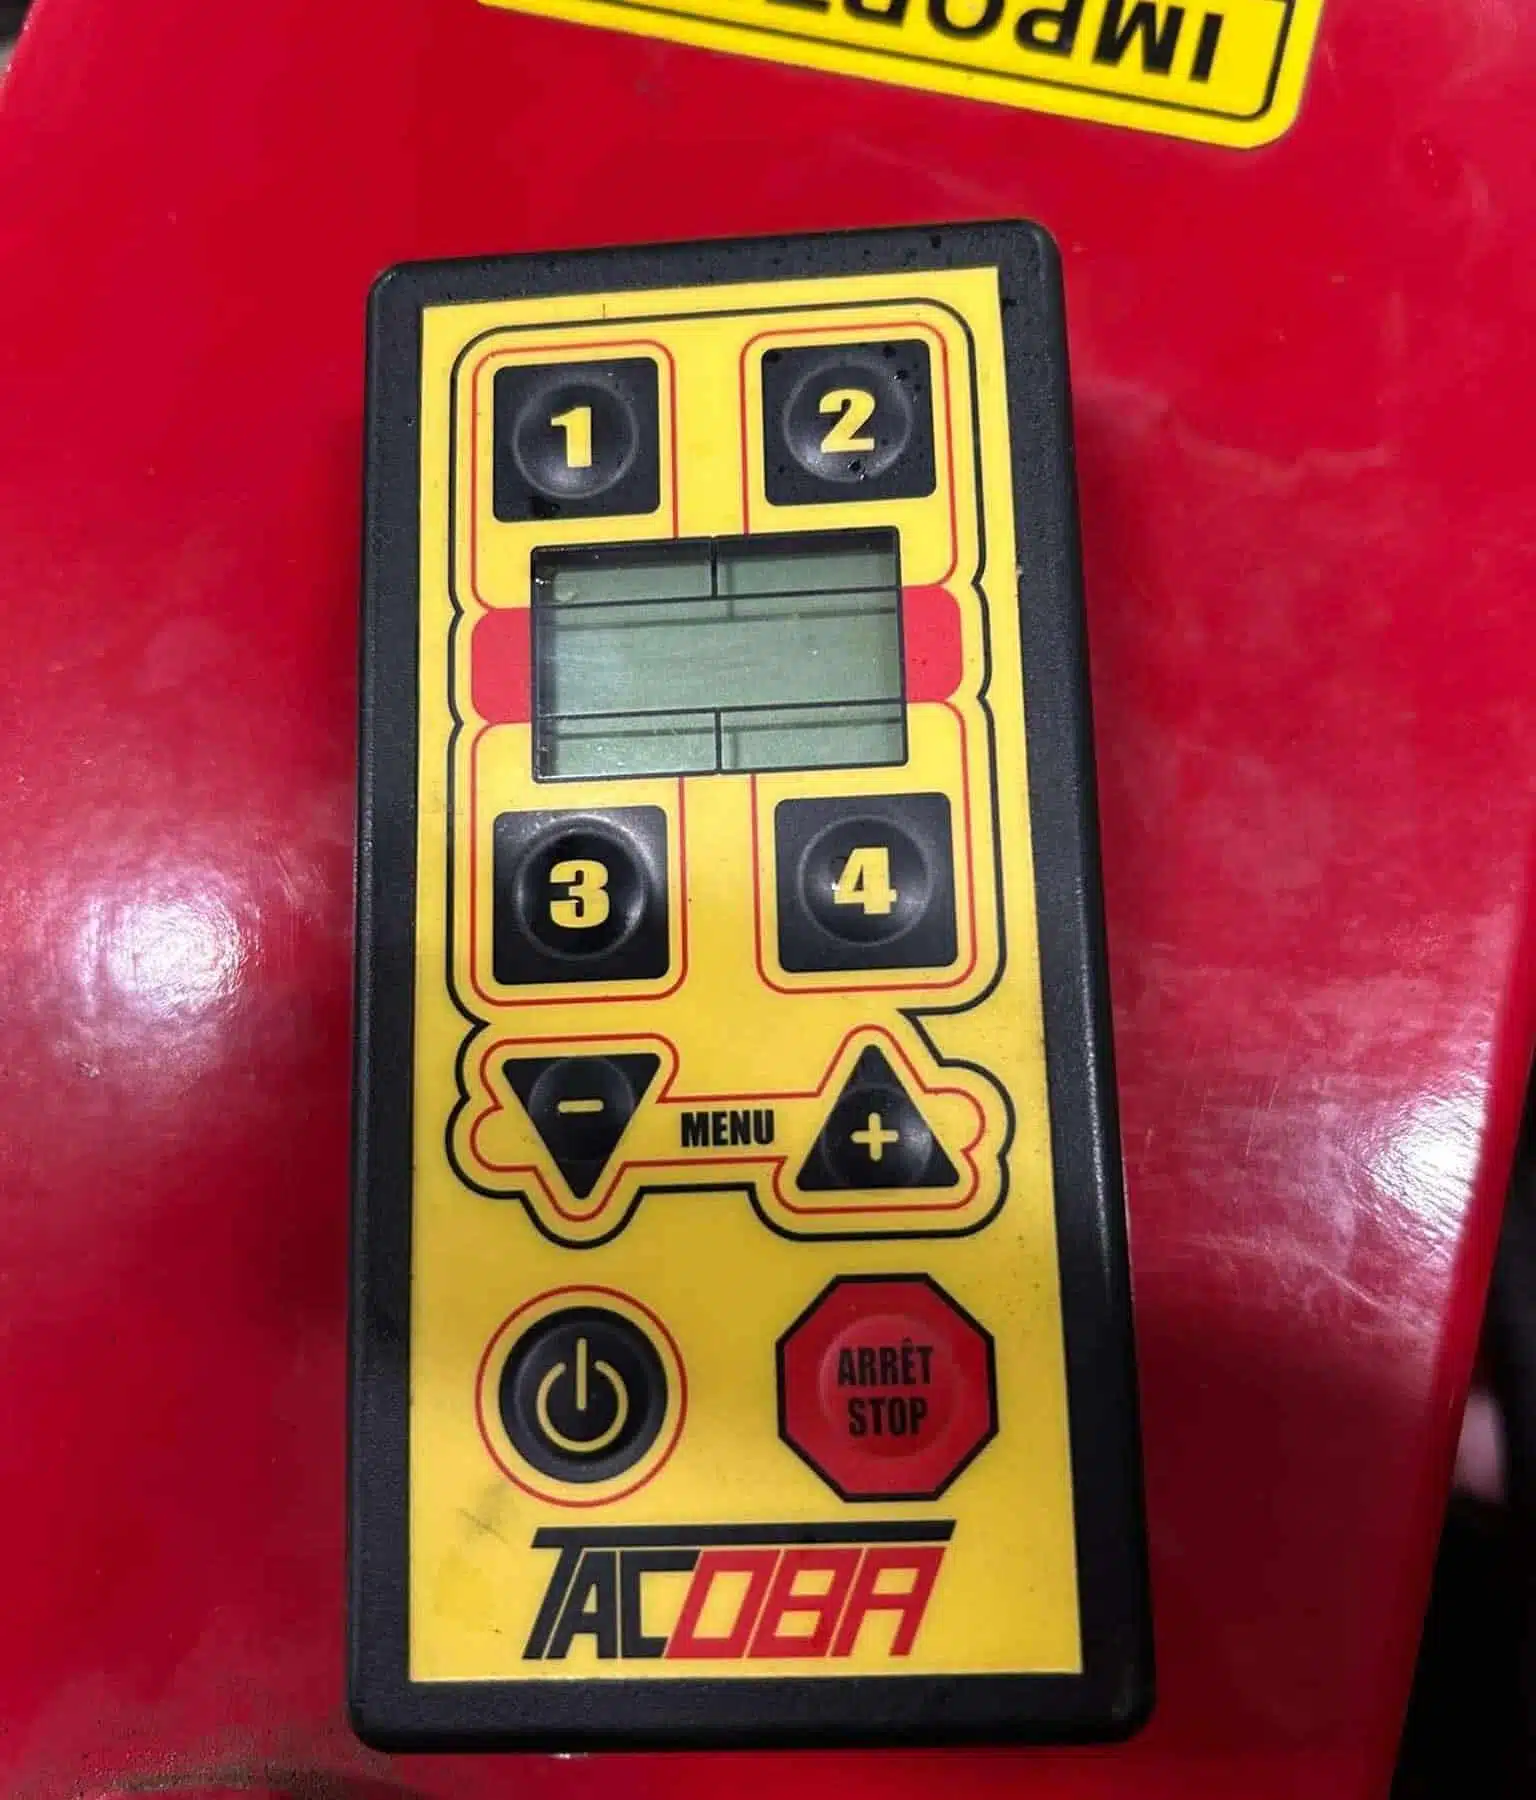 IMPORT
1
2
3
4
-
MENU
+
ARRÊT
STOP
TACOBA